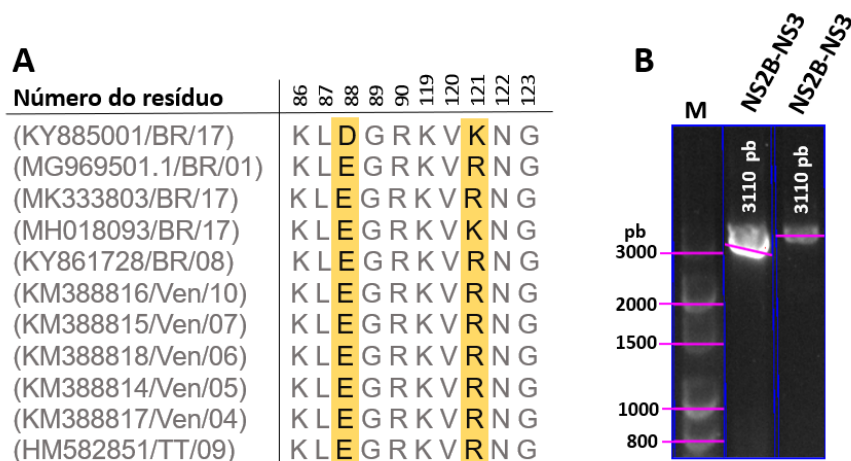 A
Número do resíduo 86 87 88 89 90 119 120 121 122 123
(KY885001/BR/17) K L D G R K V K N G
(MG969501.1/BR/01) K L E G R K V R N G
(MK333803/BR/17) K L E G R K V R N G
(MH018093/BR/17) K L E G R K V K N G
(KY861728/BR/08) K L E G R K V R N G
(KM388816/Ven/10) K L E G R K V R N G
(KM388815/Ven/07) K L E G R K V R N G
(KM388818/Ven/06) K L E G R K V R N G
(KM388814/Ven/05) K L E G R K V R N G
(KM388817/Ven/04) K L E G R K V R N G
(HM582851/TT/09) K L E G R K V R N G
B
M NS2B-NS3 NS2B-NS3
3110 pb 3110 pb
pb
3000
2000
1500
1000
800